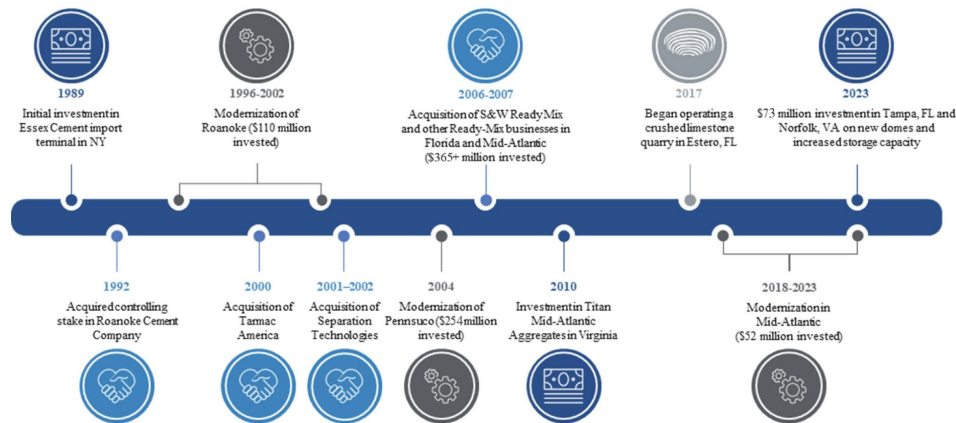 1989
Initial investment in
Essex Cement import
terminal in NY
1996-2002
Modernization of
Roanoke ($110 million
invested)
2006-2007
Acquisition of S&W Ready Mix
and other Ready-Mix businesses in
Florida and Mid-Atlantic
($365+ million invested)
2017
Began operating a
crushed limestone
quarry in Estero, FL
2023
$73 million investment in Tampa, FL and
Norfolk, VA on new domes and
increased storage capacity
1992
Acquired controlling
stake in Roanoke Cement
Company
2000
Acquisition of
Tarmac
America
2001–2002
Acquisition of
Separation
Technologies
2004
Modernization of
Pennsuco ($254 million
invested)
2010
Investment in Titan
Mid-Atlantic
Aggregates in Virginia
2018-2023
Modernization in
Mid-Atlantic
($52 million invested)